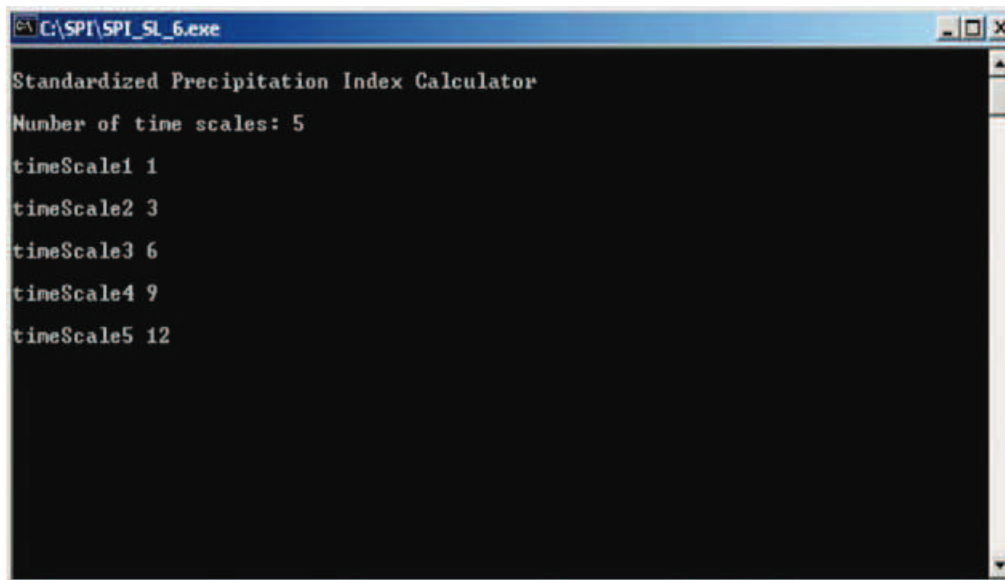 C:\SPI\SPI_SL_6.exe
Standardized Precipitation Index Calculator
Number of time scales: 5
timeScale1 1
timeScale2 3
timeScale3 6
timeScale4 9
timeScale5 12